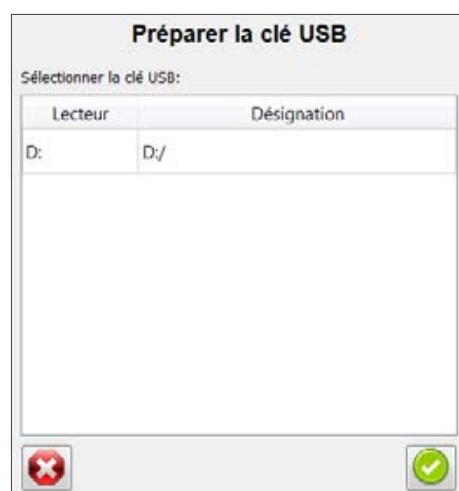 Préparer la clé USB
Sélectionner la clé USB:
Lecteur Désignation
D: D:/